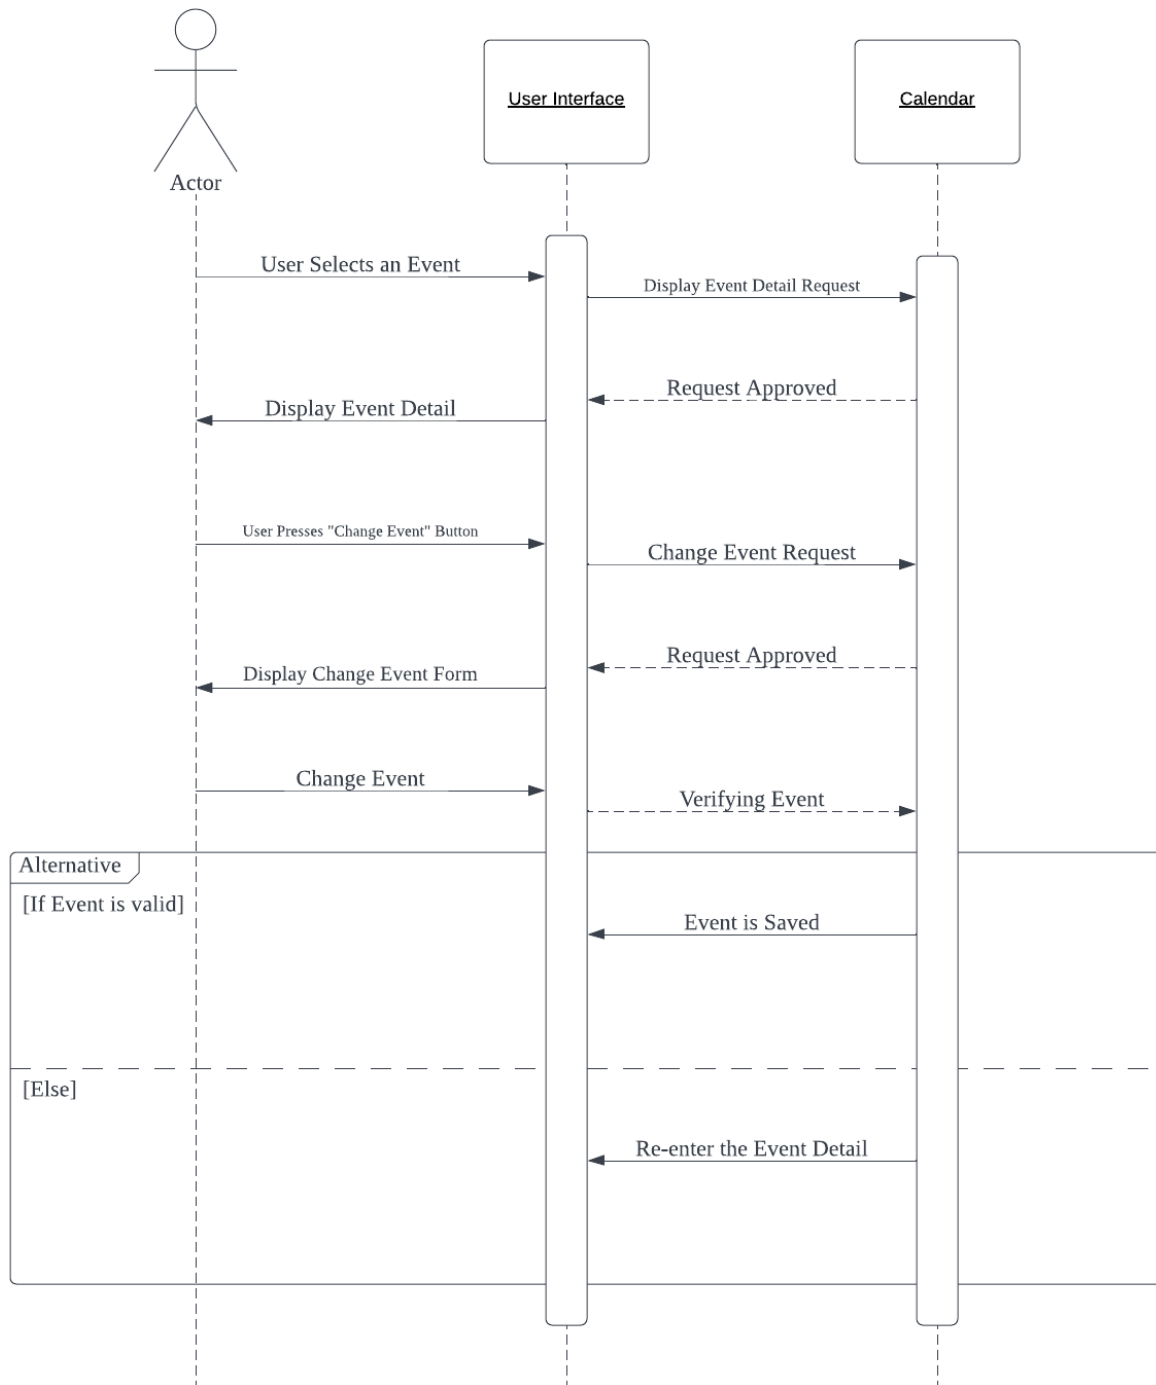 User Interface
Calendar
Actor
User Selects an Event
Display Event Detail Request
Request Approved
Display Event Detail
User Presses "Change Event" Button
Change Event Request
Request Approved
Display Change Event Form
Change Event
Verifying Event
Alternative
[If Event is valid]
Event is Saved
[Else]
Re-enter the Event Detail